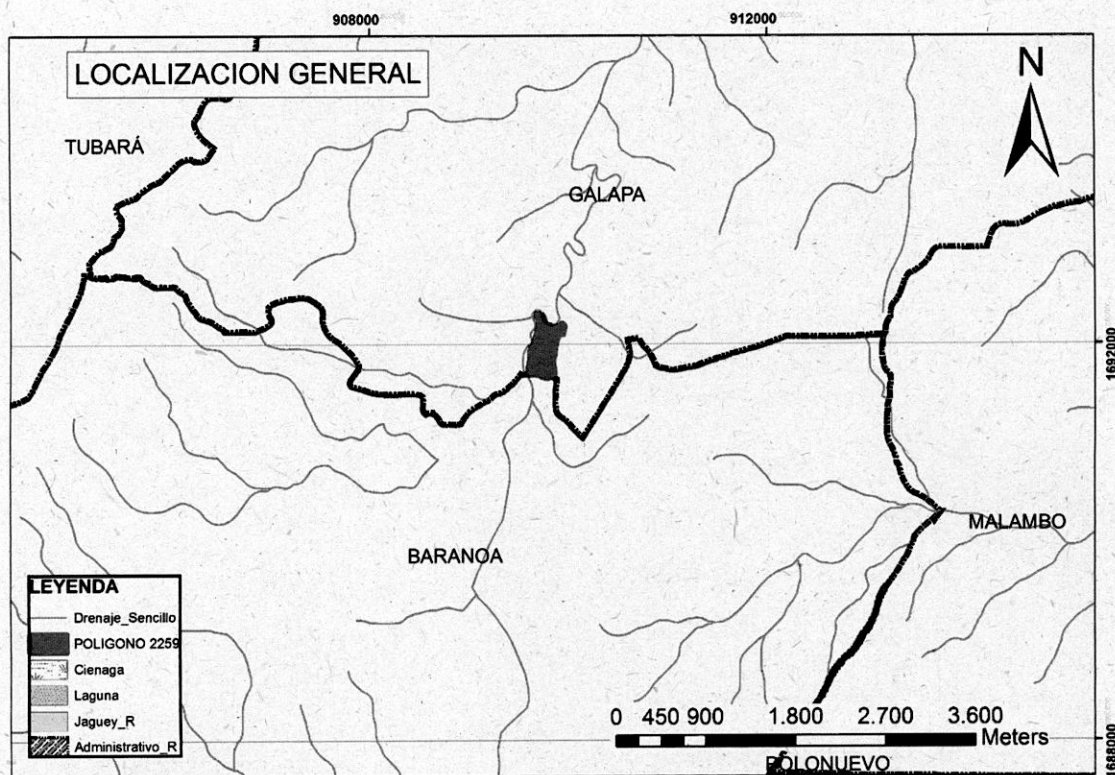 908000
912000
LOCALIZACION GENERAL
N
TUBARÁ
GALAPA
1692000
MALAMBO
BARANOA
LEYENDA
Drenaje_Sencillo
POLIGONO 2259
Cienaga
Laguna
Jaguey_R
Administrativo_R
0 450 900 1.800 2.700 3.600
Meters
POLONUEVO
1688000